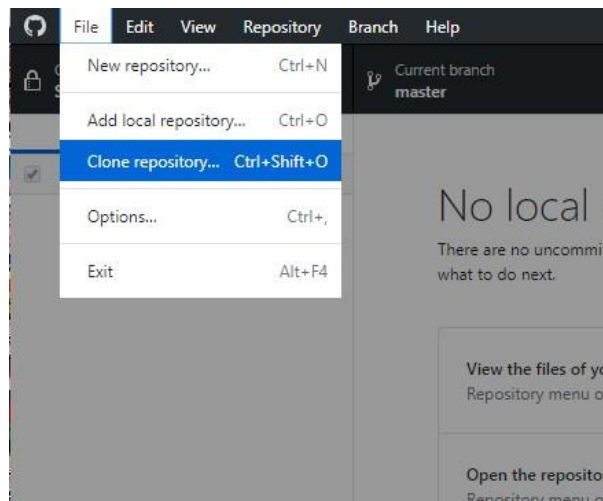 File Edit View Repository Branch Help
New repository... Ctrl+N
Add local repository... Ctrl+O
Clone repository... Ctrl+Shift+O
Options... Ctrl+,
Exit Alt+F4
Current branch
master
No local
There are no uncommi
what to do next.
View the files of yo
Repository menu o
Open the reposito
Repository menu o